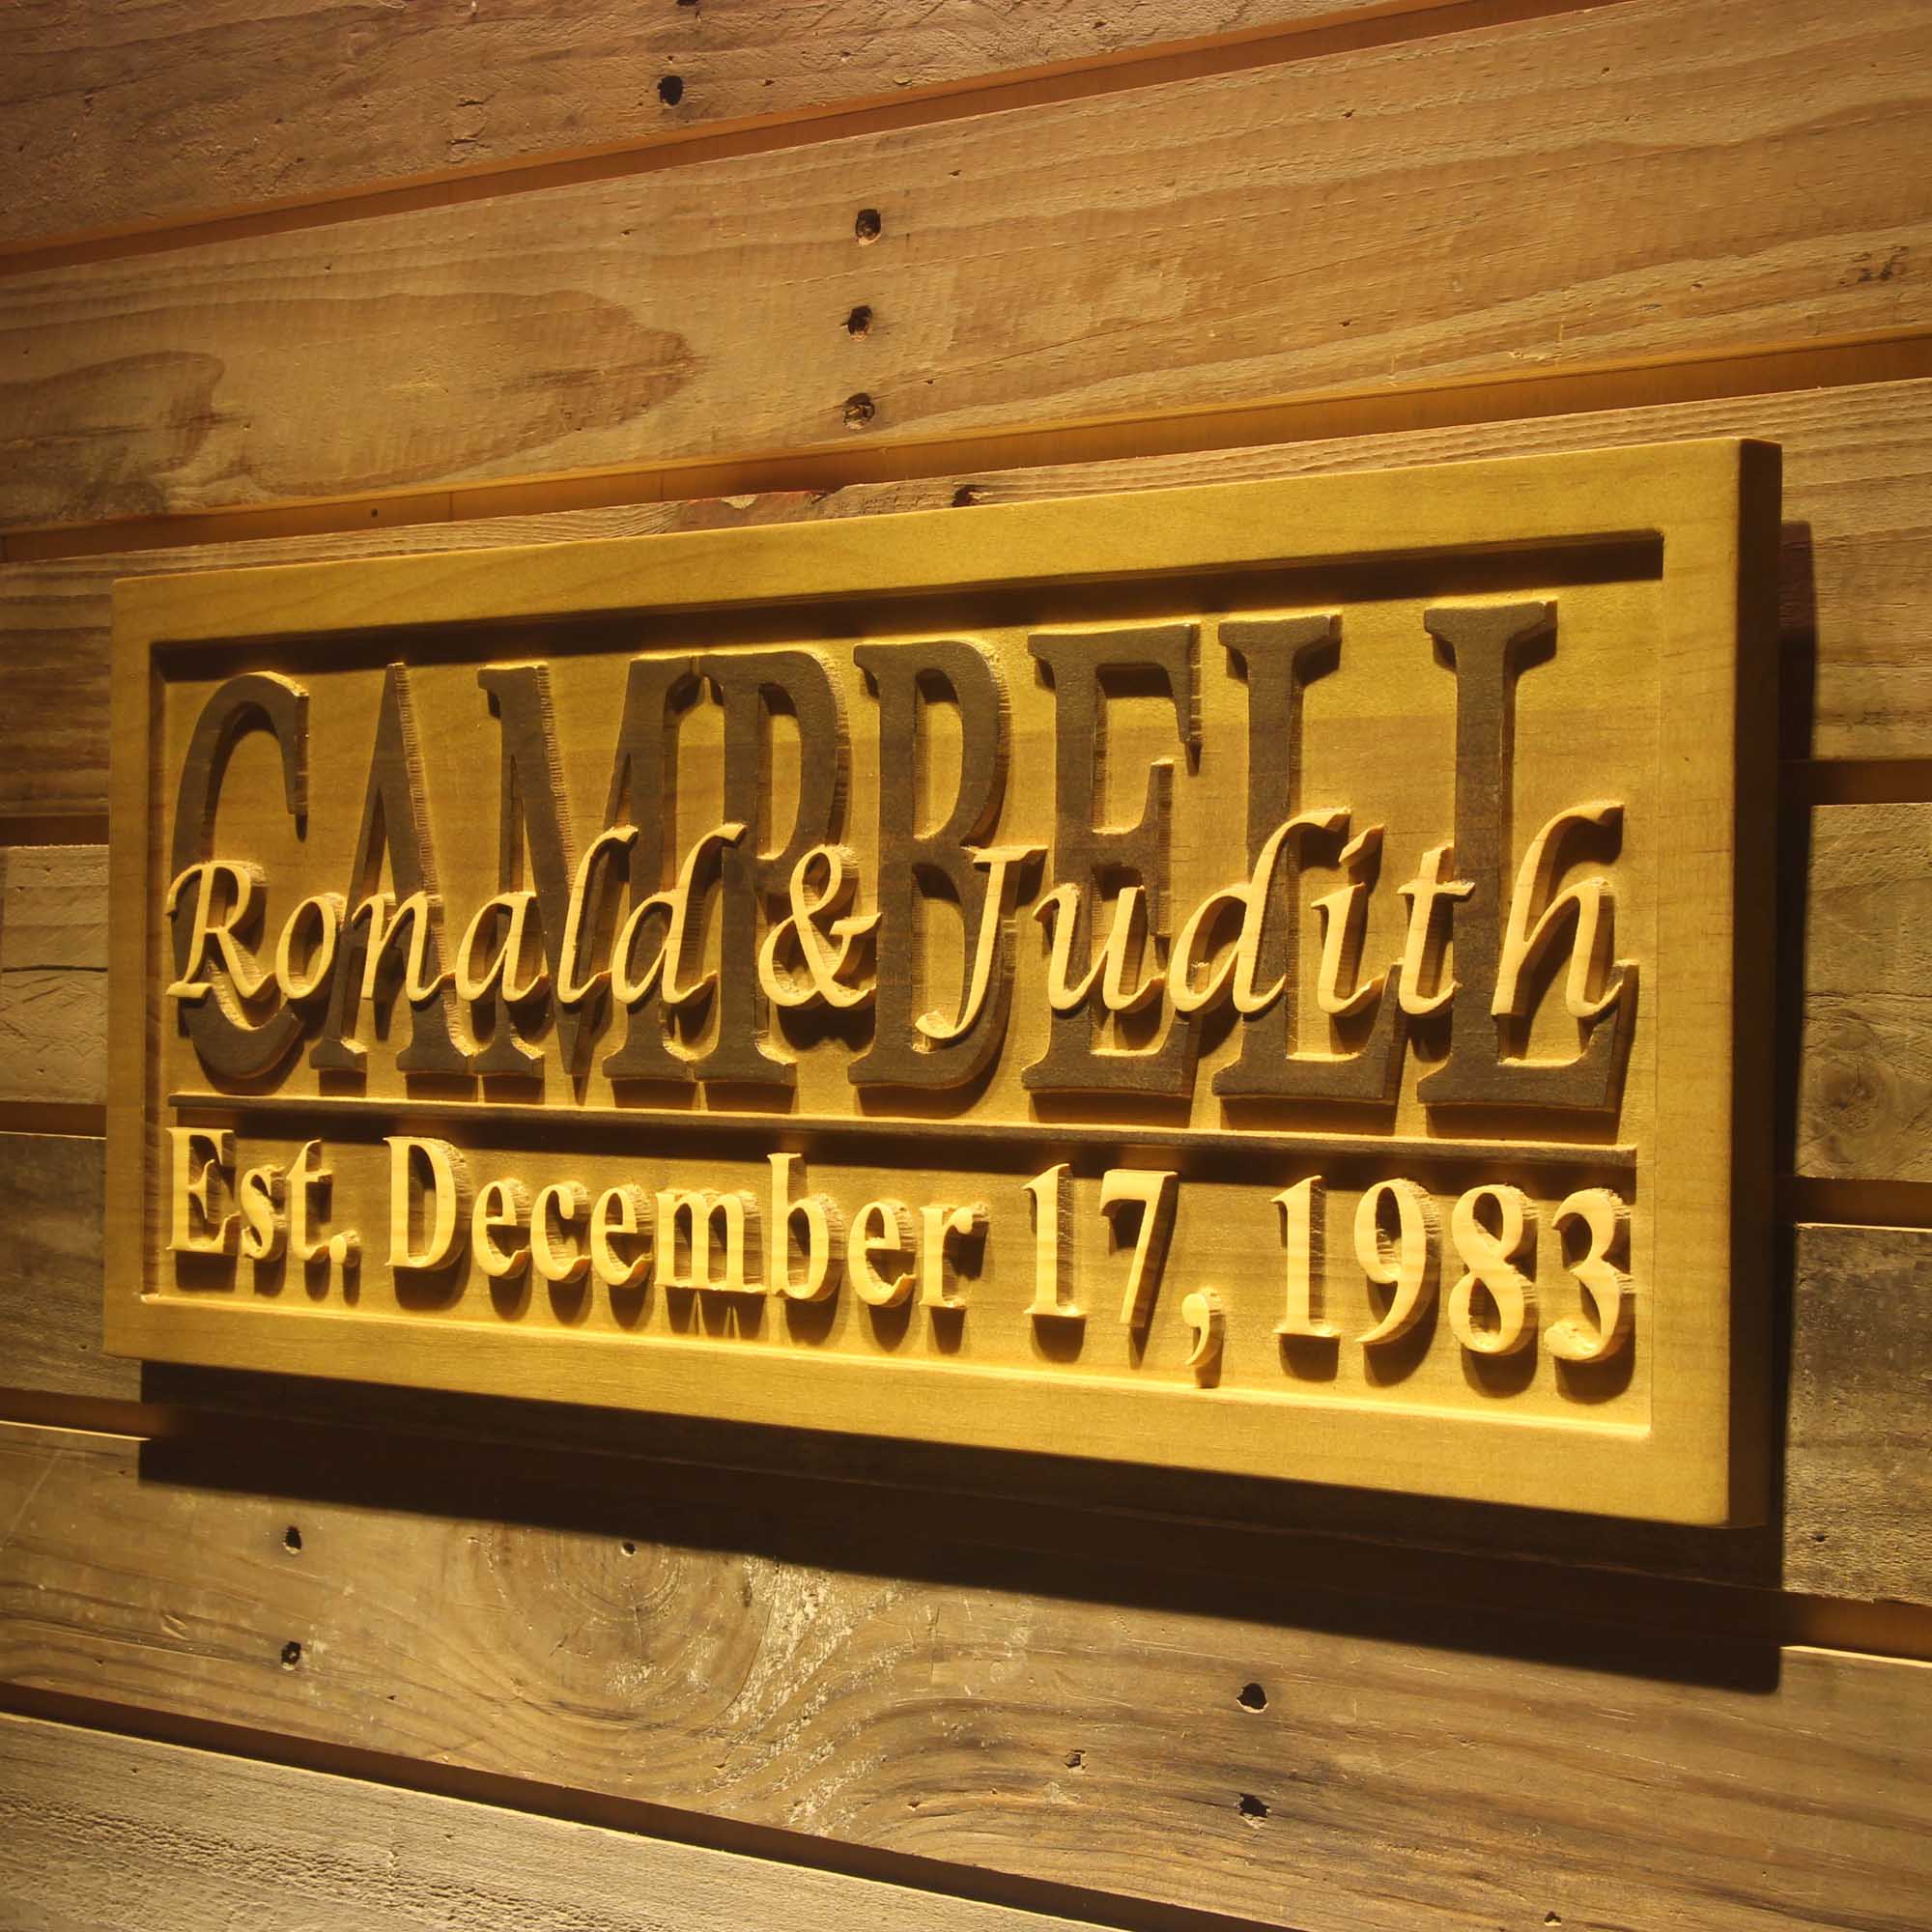 CAMPBELL
Ronald & Judith
Est. December 17, 1983